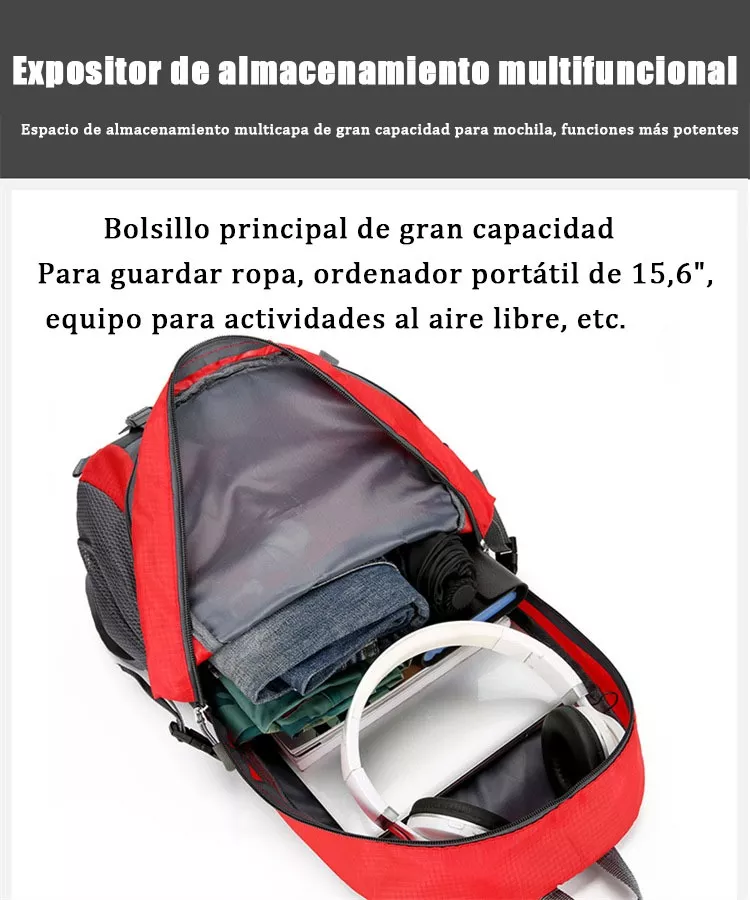 Expositor de almacenamiento multifuncional
Espacio de almacenamiento multicapa de gran capacidad para mochila, funciones más potentes
Bolsillo principal de gran capacidad
Para guardar ropa, ordenador portátil de 15,6",
equipo para actividades al aire libre, etc.